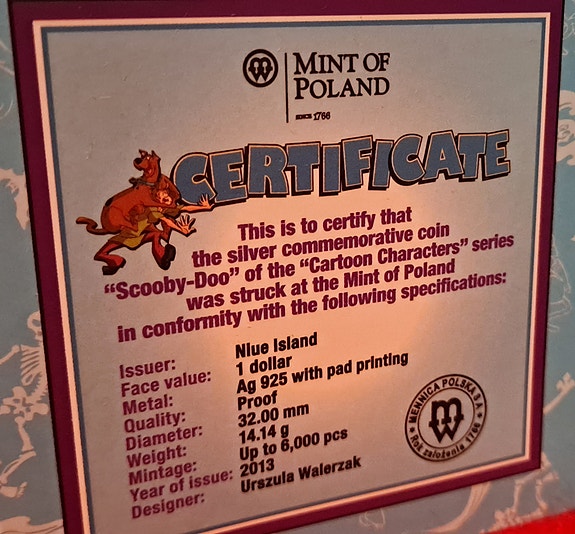 MINT OF
POLAND
SINCE 1766
CERTIFICATE
This is to certify that
the silver commemorative coin
"Scooby-Doo" of the "Cartoon Characters" series
was struck at the Mint of Poland
in conformity with the following specifications:
Issuer: Niue Island
Face value: 1 dollar
Metal: Ag 925 with pad printing
Quality: Proof
Diameter: 32.00 mm
Weight: 14.14 g
Mintage: Up to 6,000 pcs
Year of issue: 2013
Designer: Urszula Walerzak
MENNICA POLSKA S.A.
Rok założenia 1766